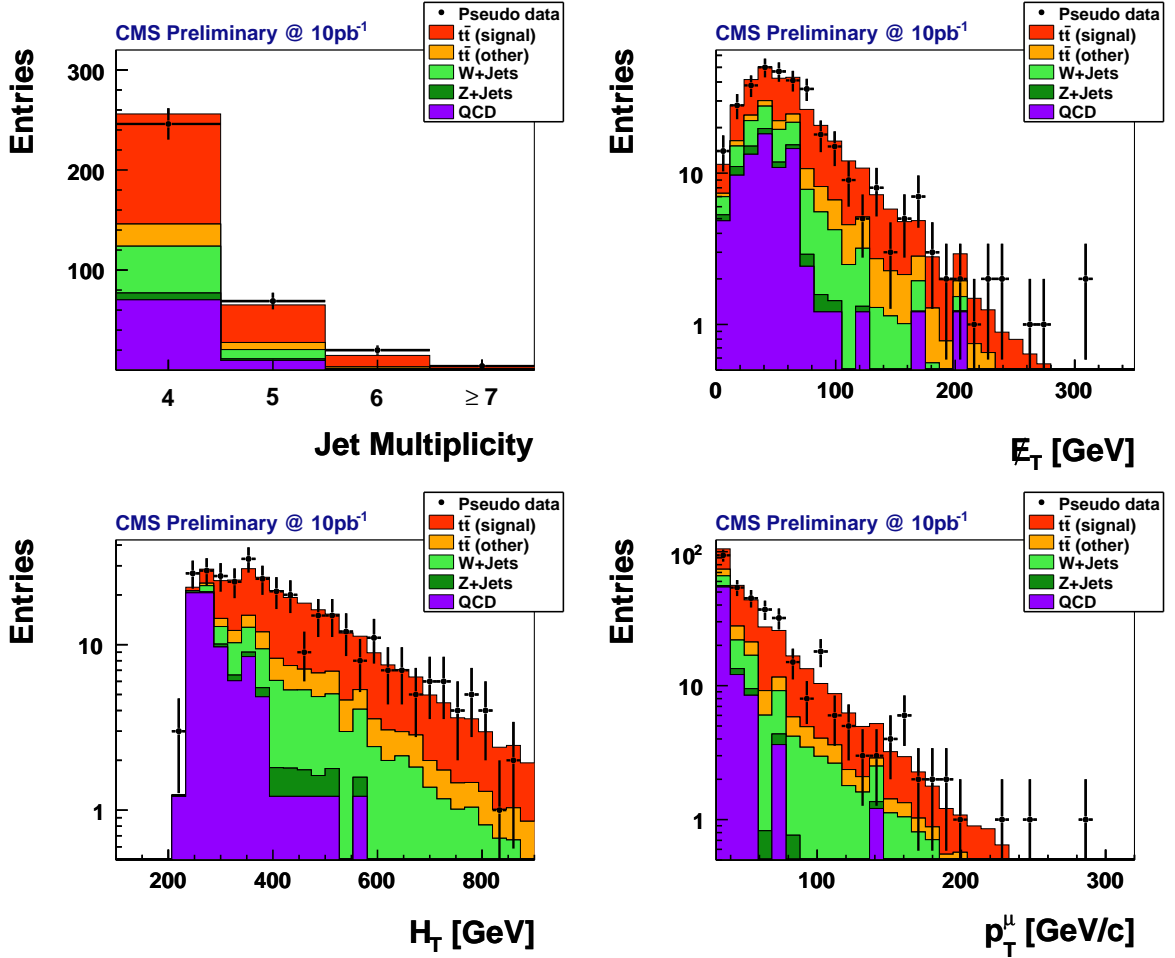 CMS Preliminary @ 10pb⁻¹
Entries
300
200
100
4
5
6
≥ 7
Jet Multiplicity
Pseudo data
tt̄ (signal)
tt̄ (other)
W+Jets
Z+Jets
QCD
CMS Preliminary @ 10pb⁻¹
Entries
10
1
0
100
200
300
E̸_T [GeV]
Pseudo data
tt̄ (signal)
tt̄ (other)
W+Jets
Z+Jets
QCD
CMS Preliminary @ 10pb⁻¹
Entries
10
1
200
400
600
800
H_T [GeV]
Pseudo data
tt̄ (signal)
tt̄ (other)
W+Jets
Z+Jets
QCD
CMS Preliminary @ 10pb⁻¹
Entries
10²
10
1
100
200
300
p_T^μ [GeV/c]
Pseudo data
tt̄ (signal)
tt̄ (other)
W+Jets
Z+Jets
QCD